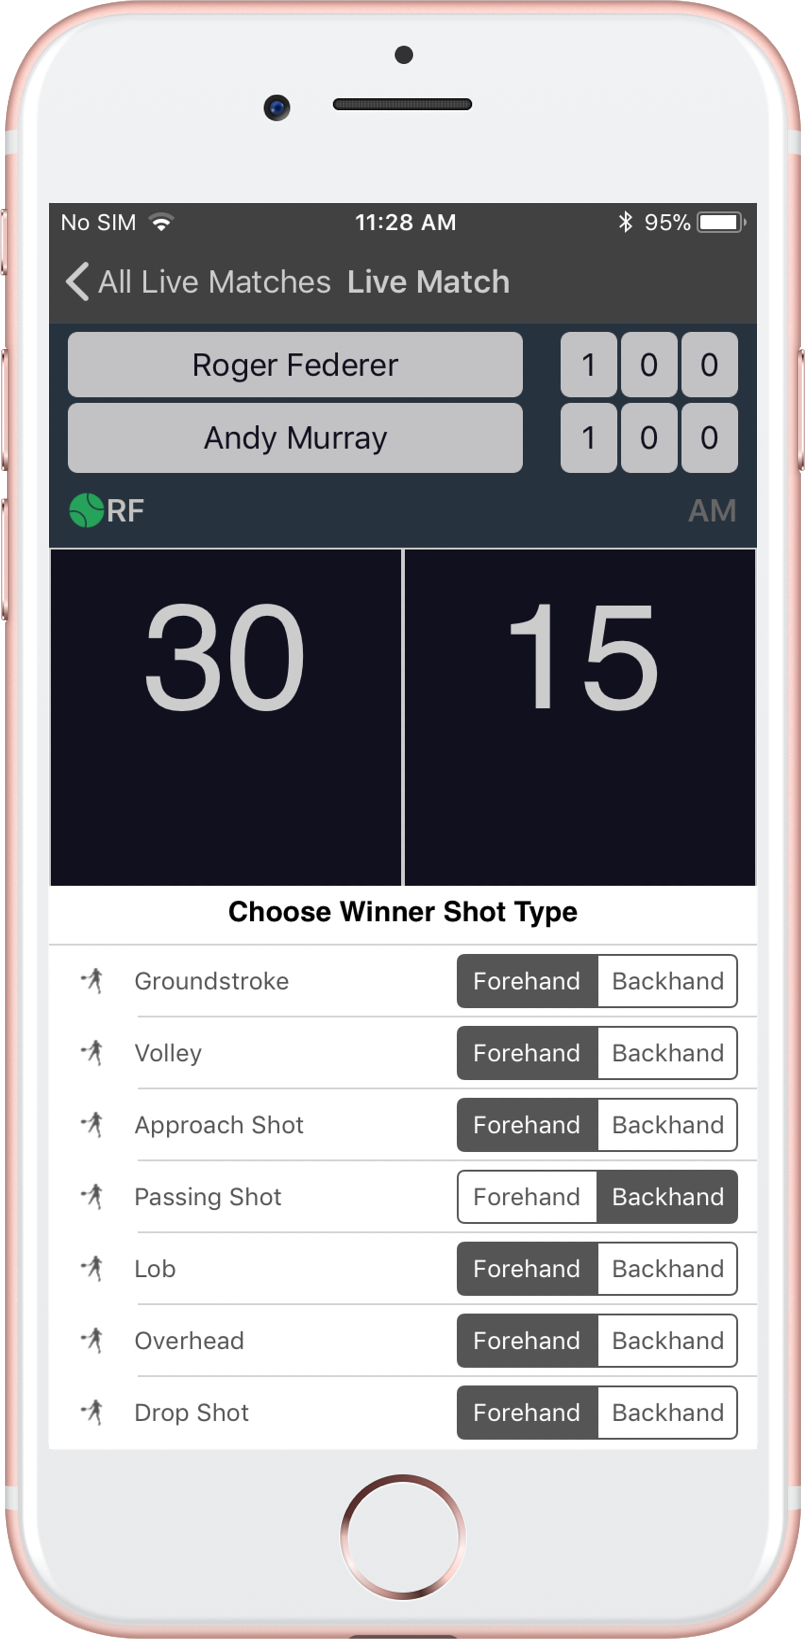 No SIM 11:28 AM 95%
All Live Matches Live Match
Roger Federer 1 0 0
Andy Murray 1 0 0
RF AM
30 15
Choose Winner Shot Type
Groundstroke Forehand Backhand
Volley Forehand Backhand
Approach Shot Forehand Backhand
Passing Shot Forehand Backhand
Lob Forehand Backhand
Overhead Forehand Backhand
Drop Shot Forehand Backhand